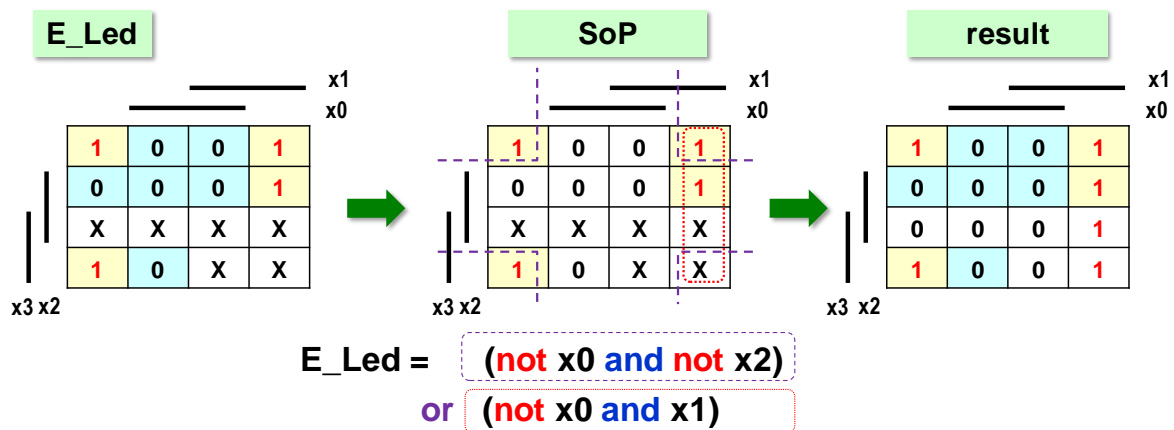 E_Led SoP result
x1 x1 x1
x0 x0 x0
1 0 0 1 1 0 0 1 1 0 0 1
0 0 0 1 0 0 0 1 0 0 0 1
X X X X X X X X 0 0 0 1
1 0 X X 1 0 X X 1 0 0 1
x3 x2 x3 x2 x3 x2
E_Led = (not x0 and not x2)
or (not x0 and x1)